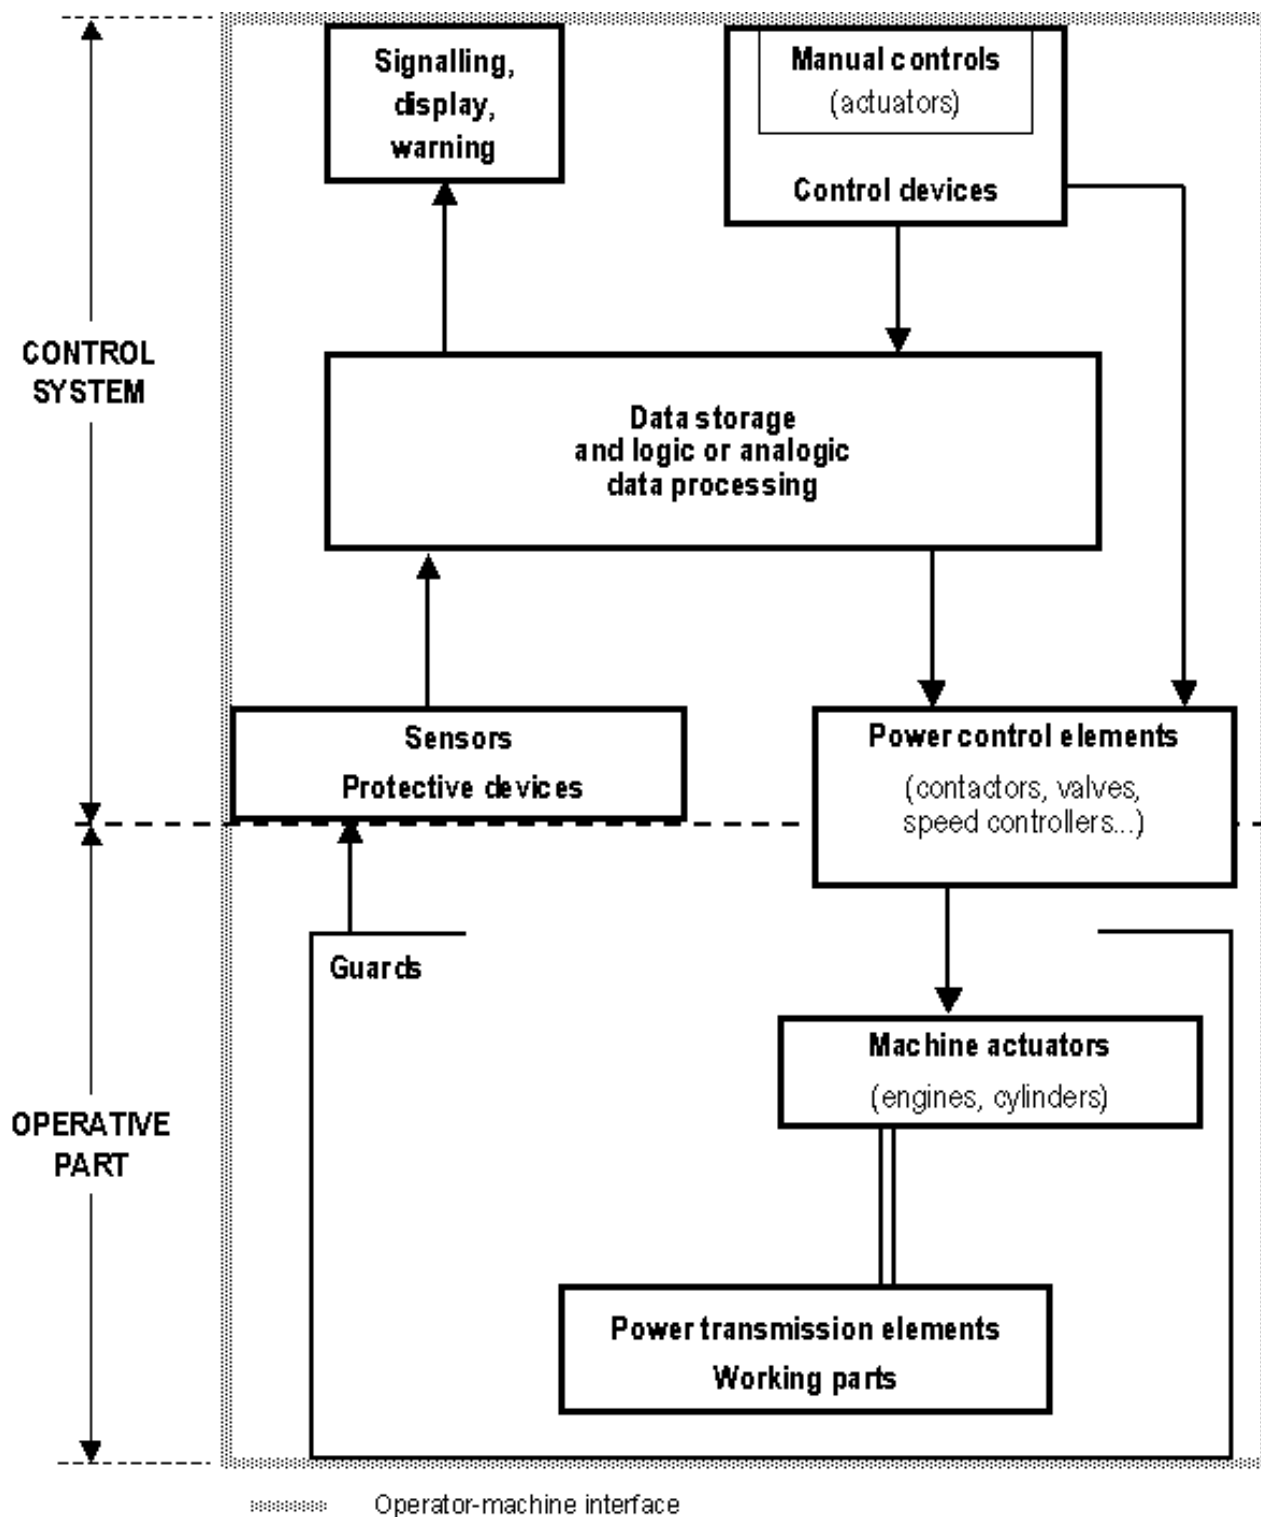 Signalling,
display,
warning
Manual controls
(actuators)
Control devices
CONTROL
SYSTEM
Data storage
and logic or analogic
data processing
Sensors
Protective devices
Power control elements
(contactors, valves,
speed controllers...)
Guards
Machine actuators
(engines, cylinders)
OPERATIVE
PART
Power transmission elements
Working parts
Operator-machine interface